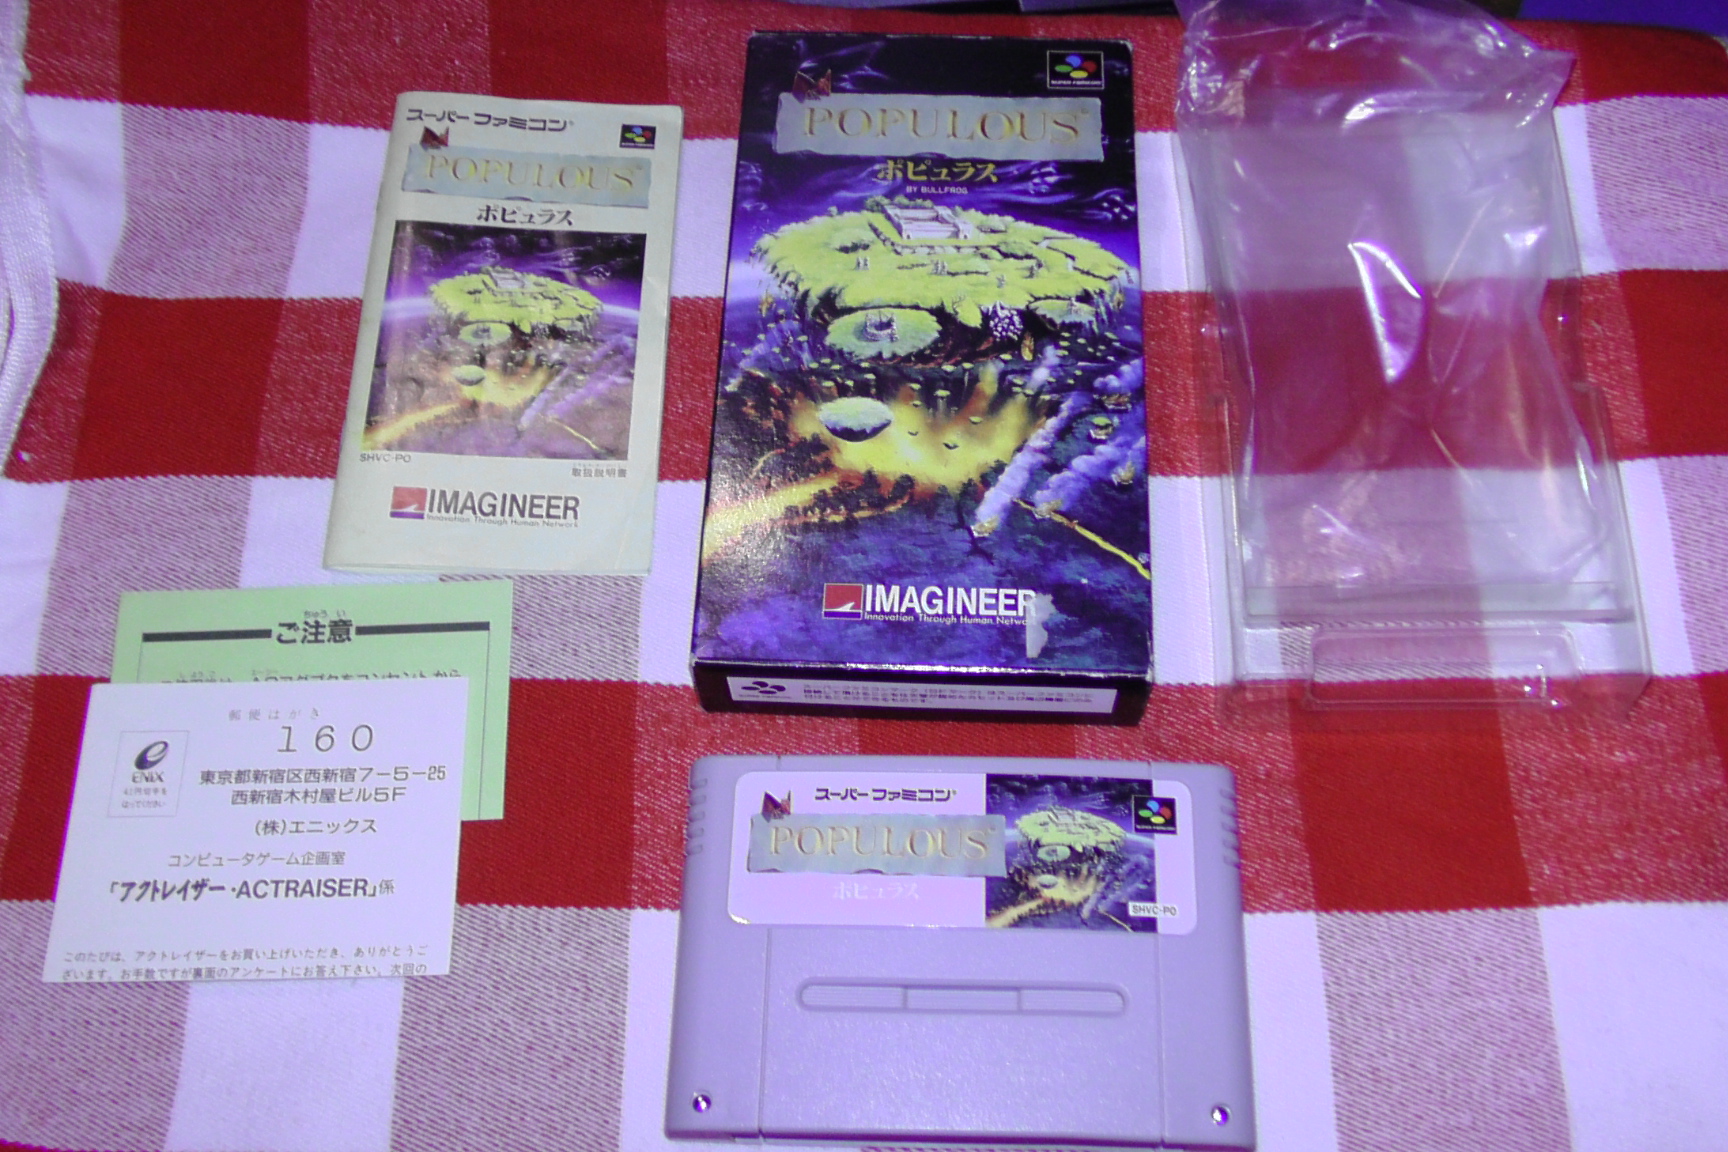 スーパーファミコン
POPULOUS
ポピュラス
SHVC-PO
取扱説明書
IMAGINEER
Innovation Through Human Network
POPULOUS
ポピュラス
BY BULLFROG
IMAGINEER
Innovation Through Human Netwo
ちゅう い
ご注意
郵便はがき
160
ENIX
東京都新宿区西新宿7-5-25
西新宿木村屋ビル5F
(株)エニックス
コンピュータゲーム企画室
「アクトレイザー・ACTRAISER」係
このたびは、アクトレイザーをお買い上げいただき、ありがとうご
ざいます。お手数ですが裏面のアンケートにお答え下さい。次回の
スーパーファミコン
POPULOUS
ポピュラス
SHVC-PO